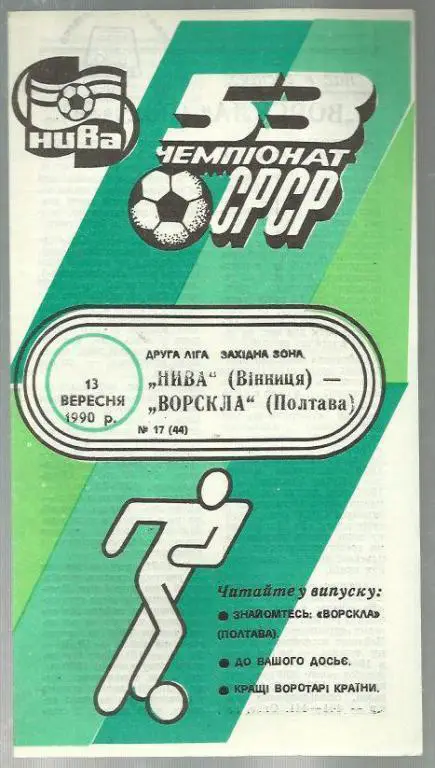 нива
53
ЧЕМПІОНАТ
СРСР
ДРУГА ЛІГА ЗАХІДНА ЗОНА
13
ВЕРЕСНЯ
1990 р.
„НИВА“ (Вінниця) —
„ВОРСКЛА“ (Полтава)
№ 17 (44)
Читайте у випуску:
● ЗНАЙОМТЕСЬ: «ВОРСКЛА»
(ПОЛТАВА).
● ДО ВАШОГО ДОСЬЄ.
● КРАЩІ ВОРОТАРІ КРАЇНИ.